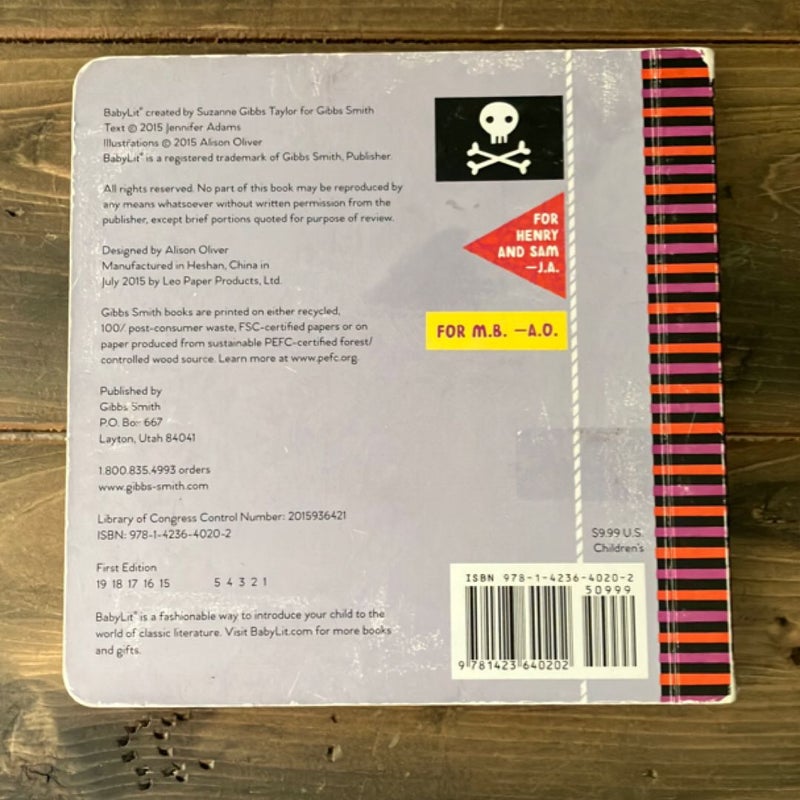 BabyLit® created by Suzanne Gibbs Taylor for Gibbs Smith
Text © 2015 Jennifer Adams
Illustrations © 2015 Alison Oliver
BabyLit® is a registered trademark of Gibbs Smith, Publisher.
All rights reserved. No part of this book may be reproduced by
any means whatsoever without written permission from the
publisher, except brief portions quoted for purpose of review.
Designed by Alison Oliver
Manufactured in Heshan, China in
July 2015 by Leo Paper Products, Ltd.
Gibbs Smith books are printed on either recycled,
100% post-consumer waste, FSC-certified papers or on
paper produced from sustainable PEFC-certified forest/
controlled wood source. Learn more at www.pefc.org.
Published by
Gibbs Smith
P.O. Box 667
Layton, Utah 84041
1.800.835.4993 orders
www.gibbs-smith.com
Library of Congress Control Number: 2015936421
ISBN: 978-1-4236-4020-2
First Edition
19 18 17 16 15 5 4 3 2 1
BabyLit® is a fashionable way to introduce your child to the
world of classic literature. Visit BabyLit.com for more books
and gifts.
FOR
HENRY
AND SAM
—J.A.
FOR M.B. —A.O.
$9.99 U.S.
Children's
ISBN 978-1-4236-4020-2
50999
9 781423 640202